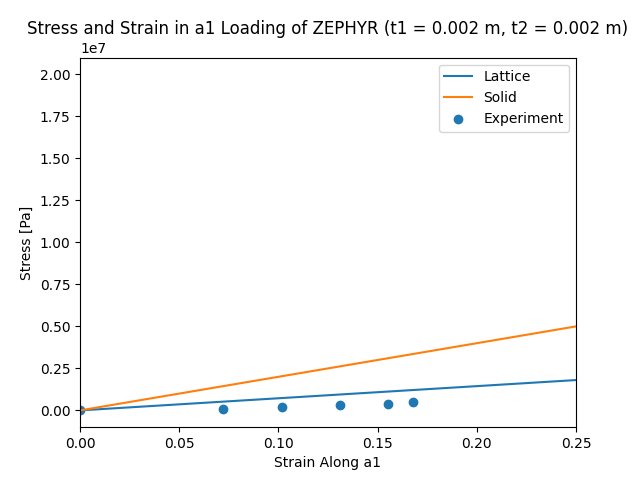 Stress and Strain in a1 Loading of ZEPHYR (t1 = 0.002 m, t2 = 0.002 m)
1e7
Lattice
Solid
Experiment
2.00
1.75
1.50
1.25
1.00
0.75
0.50
0.25
0.00
Stress [Pa]
0.00 0.05 0.10 0.15 0.20 0.25
Strain Along a1